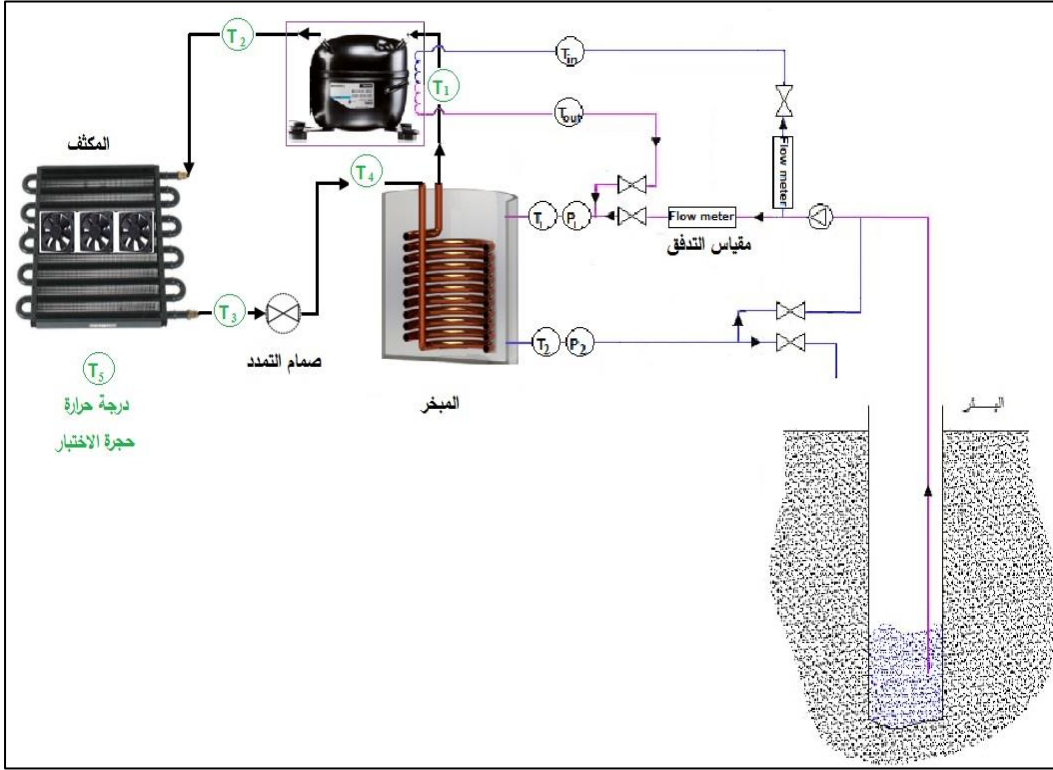 T2
T1
Tin
Tout
المكثف
T4
Flow meter
T1
P1
Flow meter
مقياس التدفق
T3
صمام التمدد
T2
P2
T5
درجة حرارة
حجرة الاختبار
المبخر
البـــئر